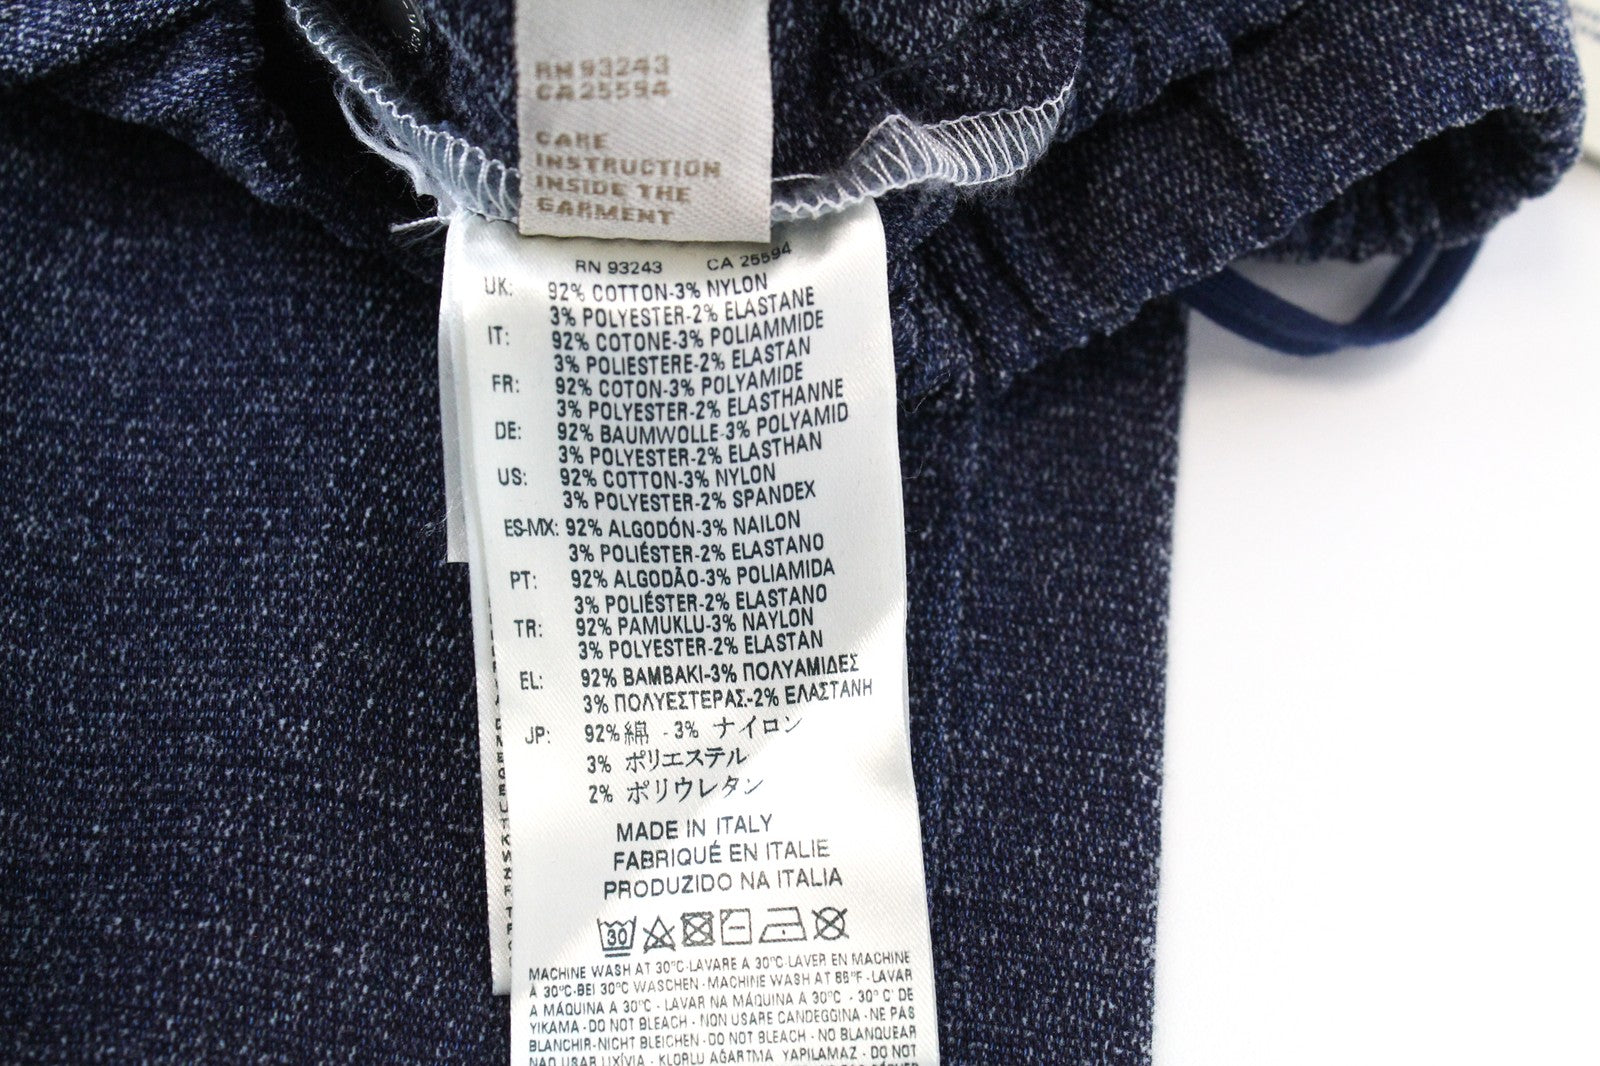 RN 93243
CA 25594
CARE
INSTRUCTION
INSIDE THE
GARMENT
RN 93243 CA 25594
UK: 92% COTTON-3% NYLON
3% POLYESTER-2% ELASTANE
IT: 92% COTONE-3% POLIAMMIDE
3% POLIESTERE-2% ELASTAN
FR: 92% COTON-3% POLYAMIDE
3% POLYESTER-2% ELASTHANNE
DE: 92% BAUMWOLLE-3% POLYAMID
3% POLYESTER-2% ELASTHAN
US: 92% COTTON-3% NYLON
3% POLYESTER-2% SPANDEX
ES-MX: 92% ALGODÓN-3% NAILON
3% POLIÉSTER-2% ELASTANO
PT: 92% ALGODÃO-3% POLIAMIDA
3% POLIÉSTER-2% ELASTANO
TR: 92% PAMUKLU-3% NAYLON
3% POLYESTER-2% ELASTAN
EL: 92% ΒΑΜΒΑΚΙ-3% ΠΟΛΥΑΜΙΔΕΣ
3% ΠΟΛΥΕΣΤΕΡΑΣ-2% ΕΛΑΣΤΑΝΗ
JP: 92% 綿 - 3% ナイロン
3% ポリエステル
2% ポリウレタン
MADE IN ITALY
FABRIQUÉ EN ITALIE
PRODUZIDO NA ITALIA
30
MACHINE WASH AT 30°C-LAVARE A 30°C-LAVER EN MACHINE
À 30°C-BEI 30°C WASCHEN-MACHINE WASH AT 86°F-LAVAR
A MÁQUINA A 30°C - LAVAR NA MÁQUINA A 30°C - 30° C' DE
YIKAMA-DO NOT BLEACH - NON USARE CANDEGGINA - NE PAS
BLANCHIR-NICHT BLEICHEN-DO NOT BLEACH-NO BLANQUEAR
NAO USAR LIXÍVIA - KLORLU AĞARTMA YAPILAMAZ - DO NOT